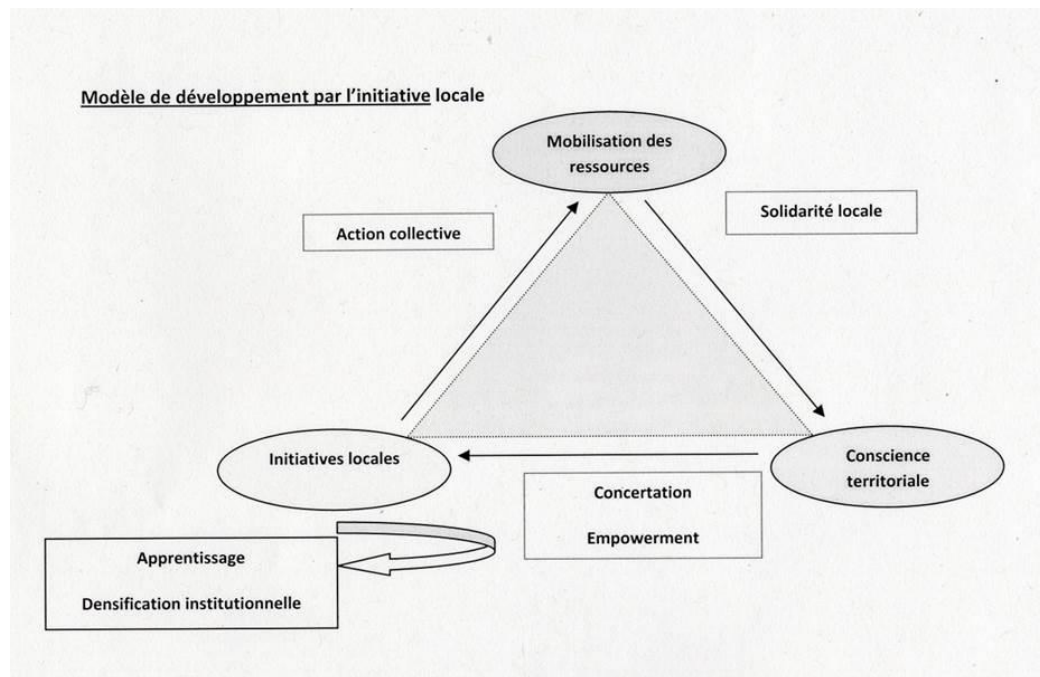 Modèle de développement par l'initiative locale
Mobilisation des
ressources
Solidarité locale
Action collective
Initiatives locales
Conscience
territoriale
Concertation
Empowerment
Apprentissage
Densification institutionnelle